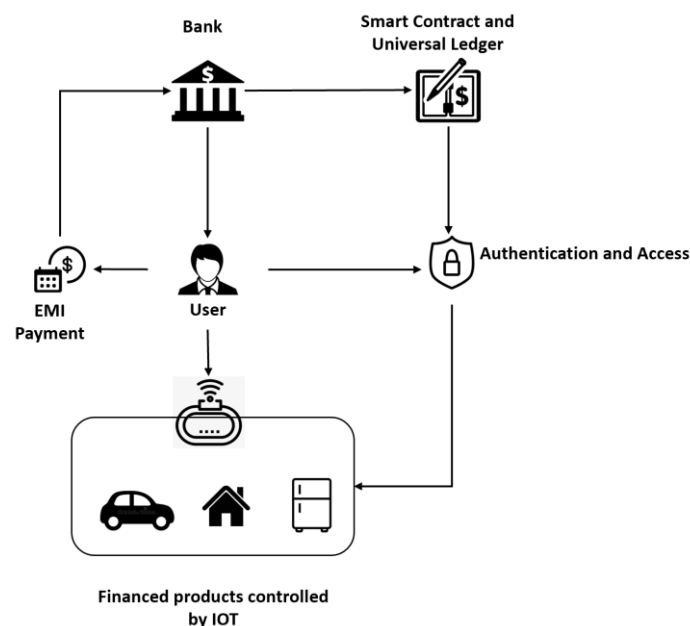 Bank
Smart Contract and
Universal Ledger
$
$
Authentication and Access
$
EMI
Payment
User
Financed products controlled
by IOT